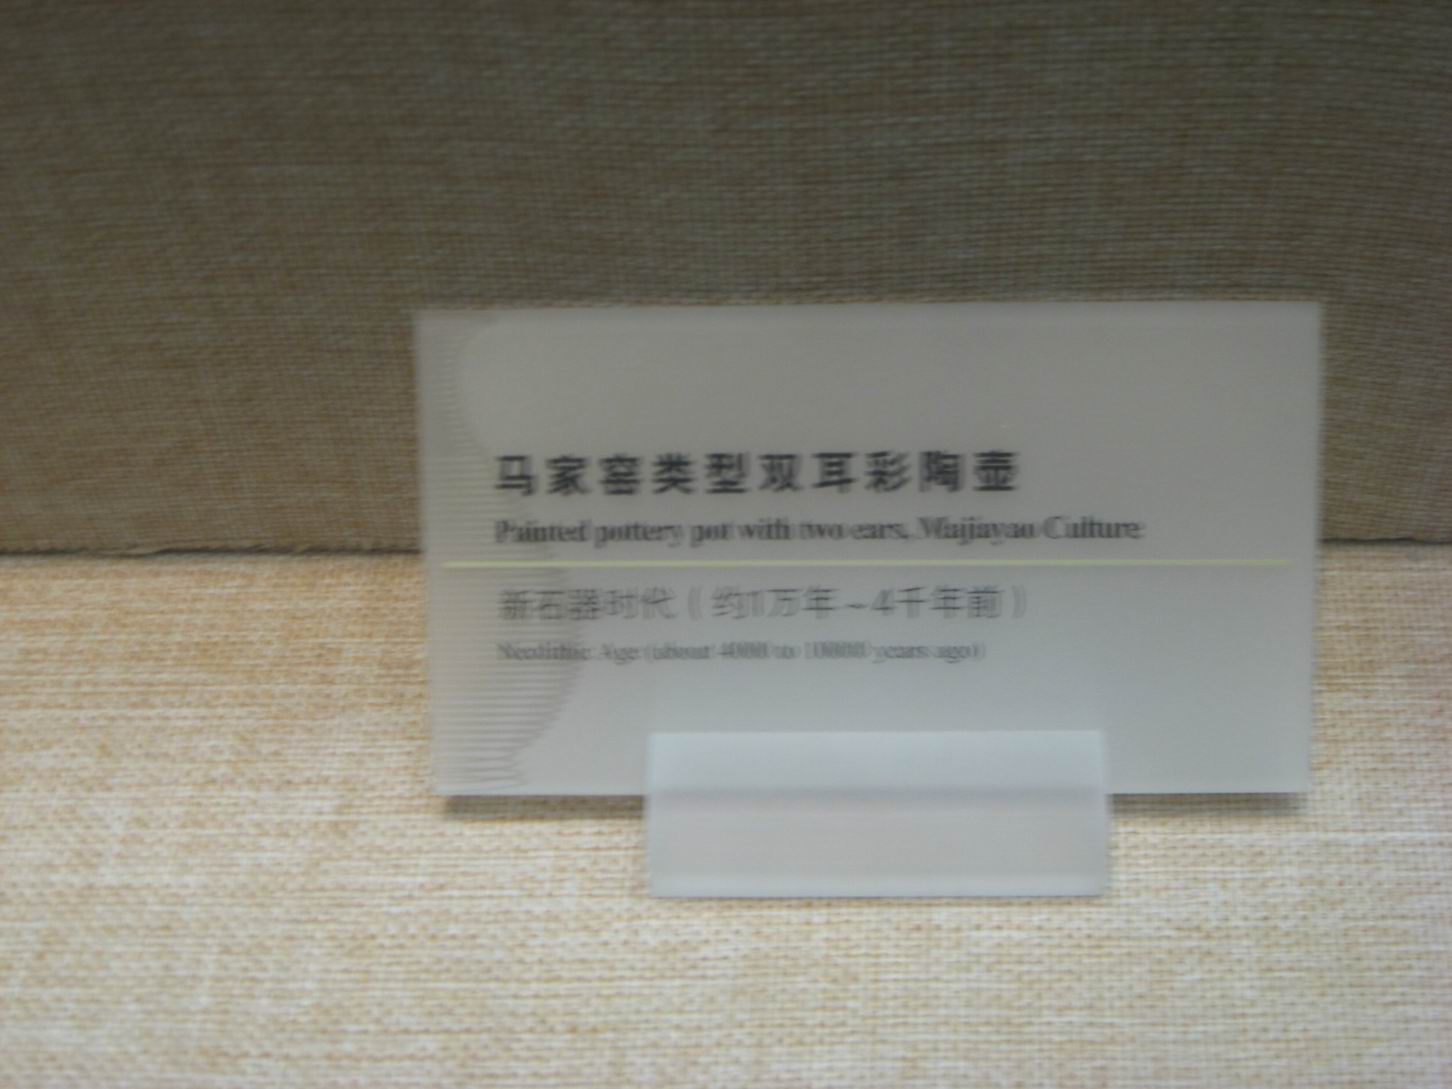 马家窑类型双耳彩陶壶
Painted pottery pot with two ears, Majiayao Culture
新石器时代（约1万年~4千年前）
Neolithic Age (about 4000 to 10000 years ago)